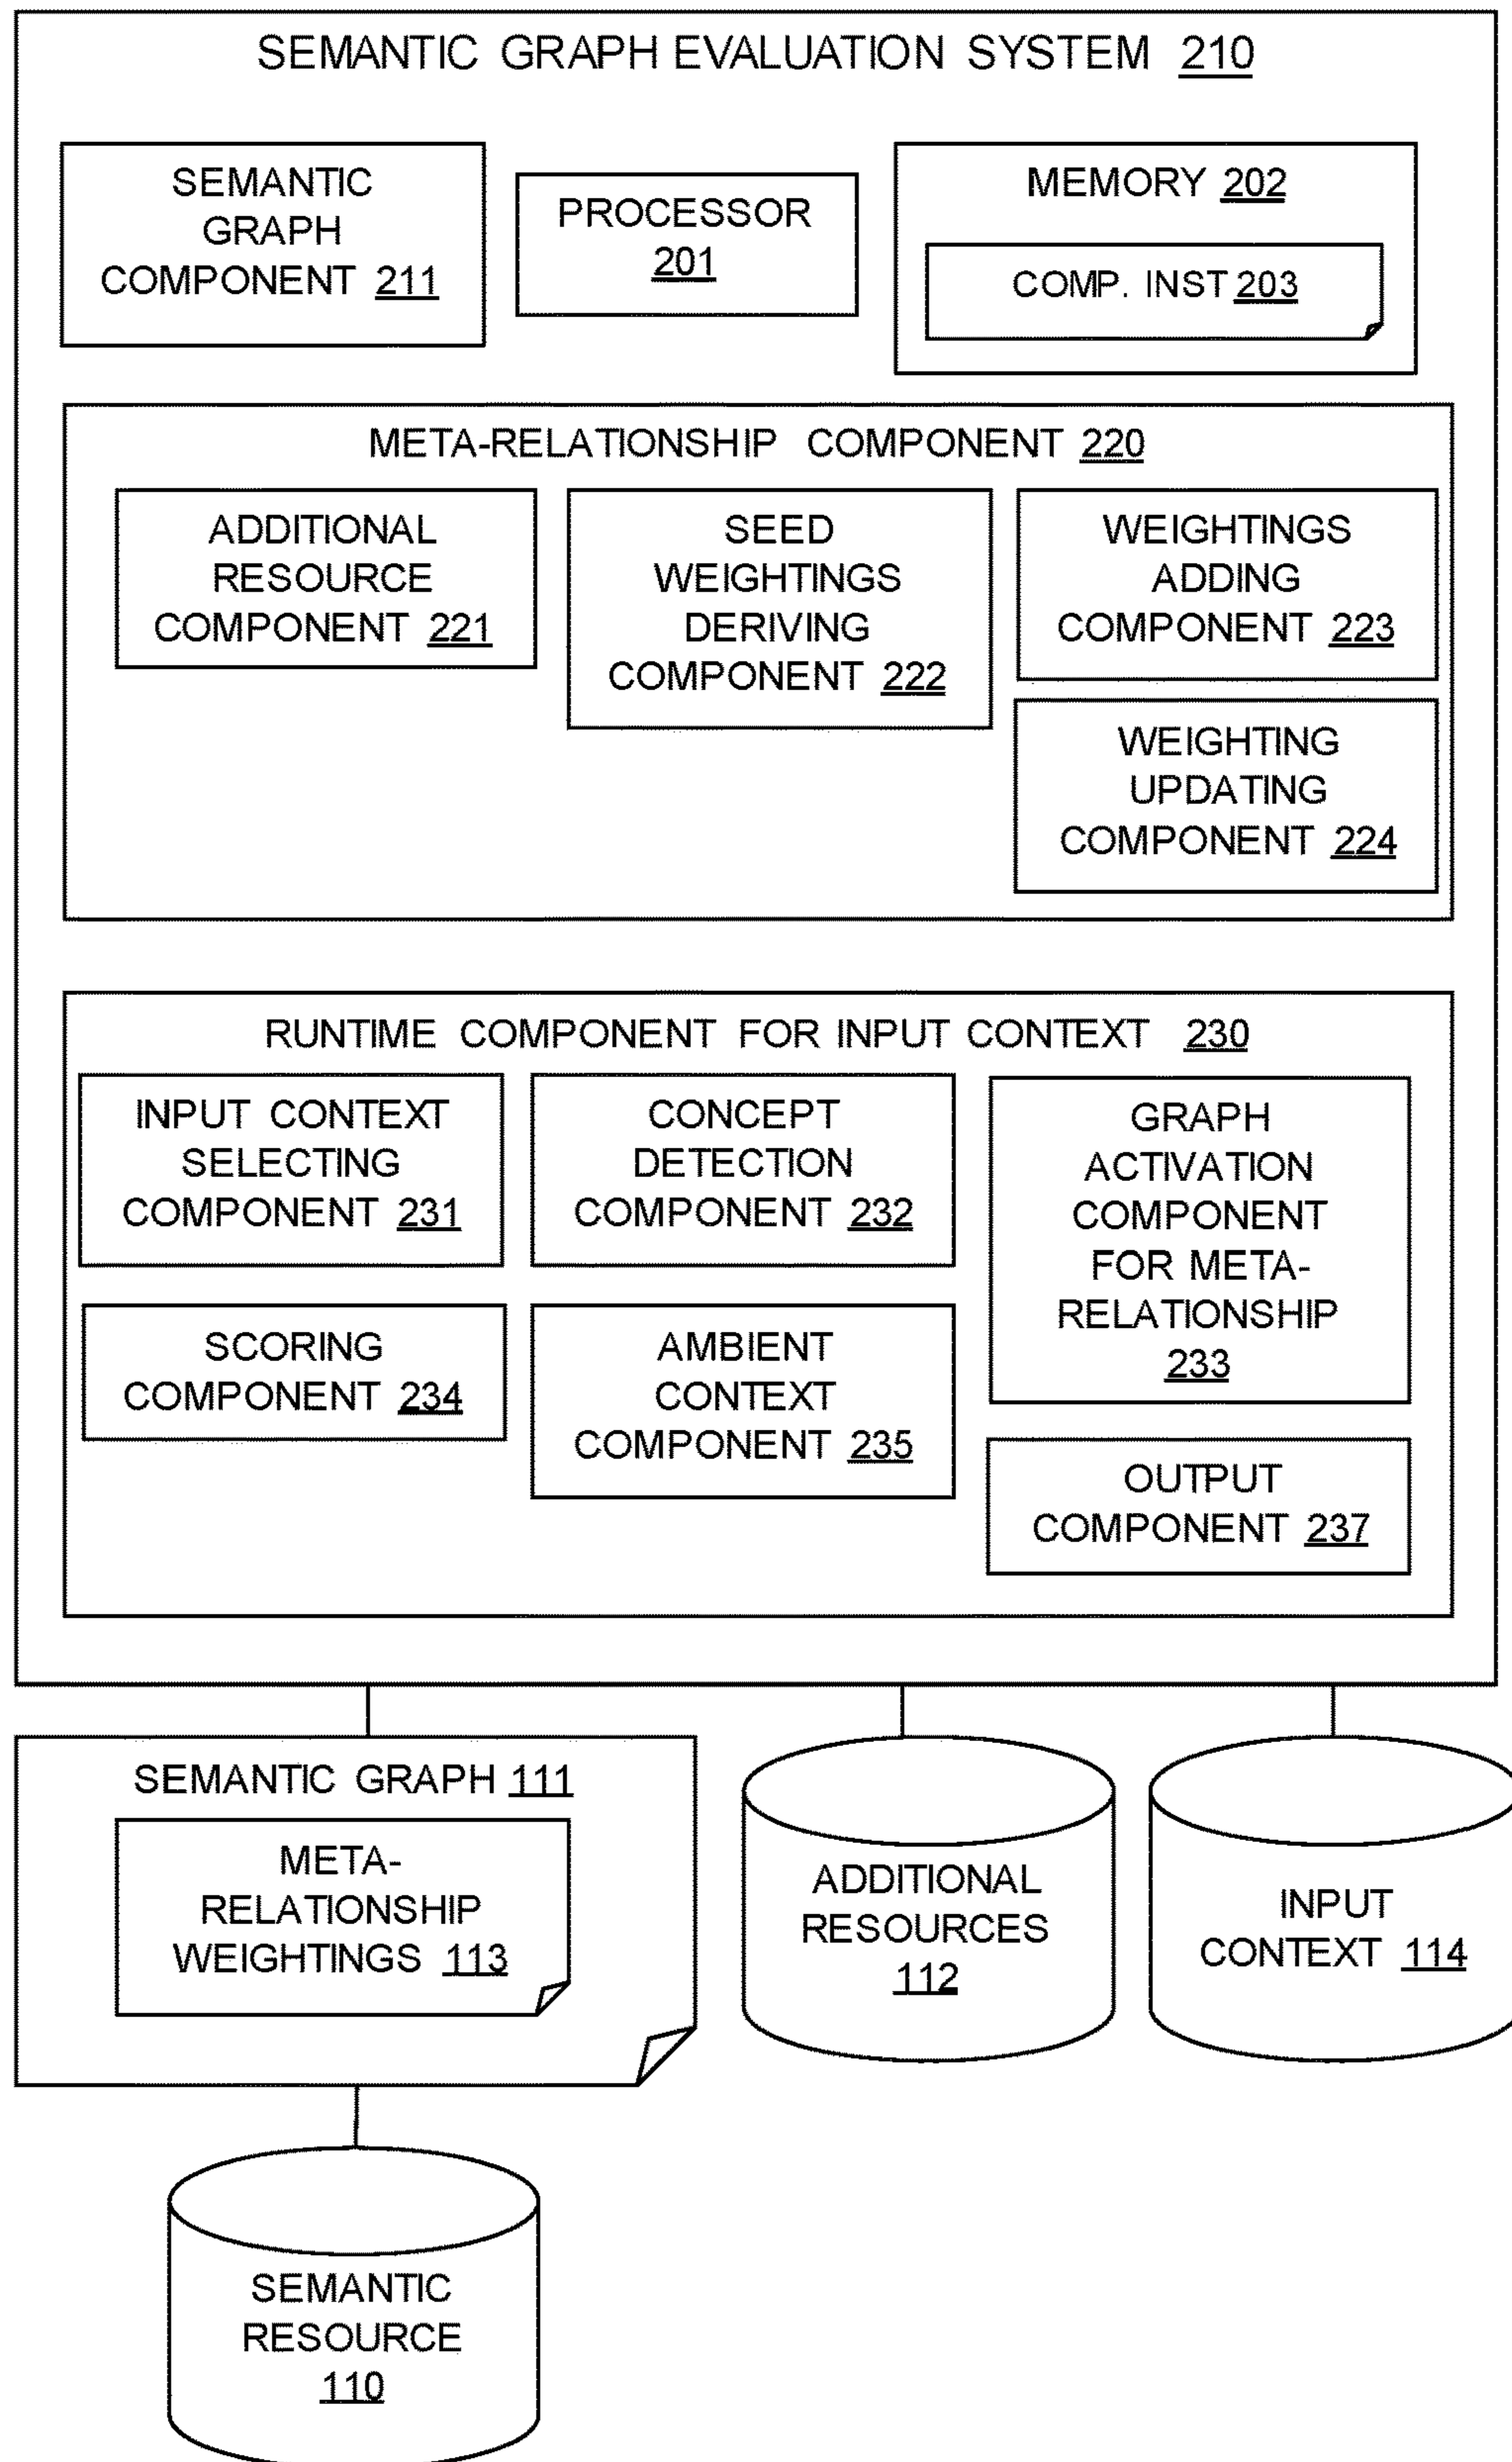 SEMANTIC GRAPH EVALUATION SYSTEM 210
SEMANTIC
GRAPH
COMPONENT 211
PROCESSOR
201
MEMORY 202
COMP. INST 203
META-RELATIONSHIP COMPONENT 220
ADDITIONAL
RESOURCE
COMPONENT 221
SEED
WEIGHTINGS
DERIVING
COMPONENT 222
WEIGHTINGS
ADDING
COMPONENT 223
WEIGHTING
UPDATING
COMPONENT 224
RUNTIME COMPONENT FOR INPUT CONTEXT 230
INPUT CONTEXT
SELECTING
COMPONENT 231
CONCEPT
DETECTION
COMPONENT 232
GRAPH
ACTIVATION
COMPONENT
FOR META-
RELATIONSHIP
233
SCORING
COMPONENT 234
AMBIENT
CONTEXT
COMPONENT 235
OUTPUT
COMPONENT 237
SEMANTIC GRAPH 111
META-
RELATIONSHIP
WEIGHTINGS 113
ADDITIONAL
RESOURCES
112
INPUT
CONTEXT 114
SEMANTIC
RESOURCE
110